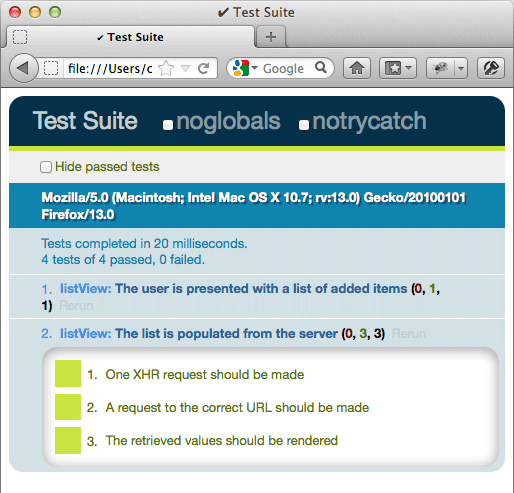 ✔ Test Suite
✔ Test Suite
file:///Users/c
Google
Test Suite noglobals notrycatch
Hide passed tests
Mozilla/5.0 (Macintosh; Intel Mac OS X 10.7; rv:13.0) Gecko/20100101
Firefox/13.0
Tests completed in 20 milliseconds.
4 tests of 4 passed, 0 failed.
1. listView: The user is presented with a list of added items (0, 1,
1) Rerun
2. listView: The list is populated from the server (0, 3, 3) Rerun
1. One XHR request should be made
2. A request to the correct URL should be made
3. The retrieved values should be rendered